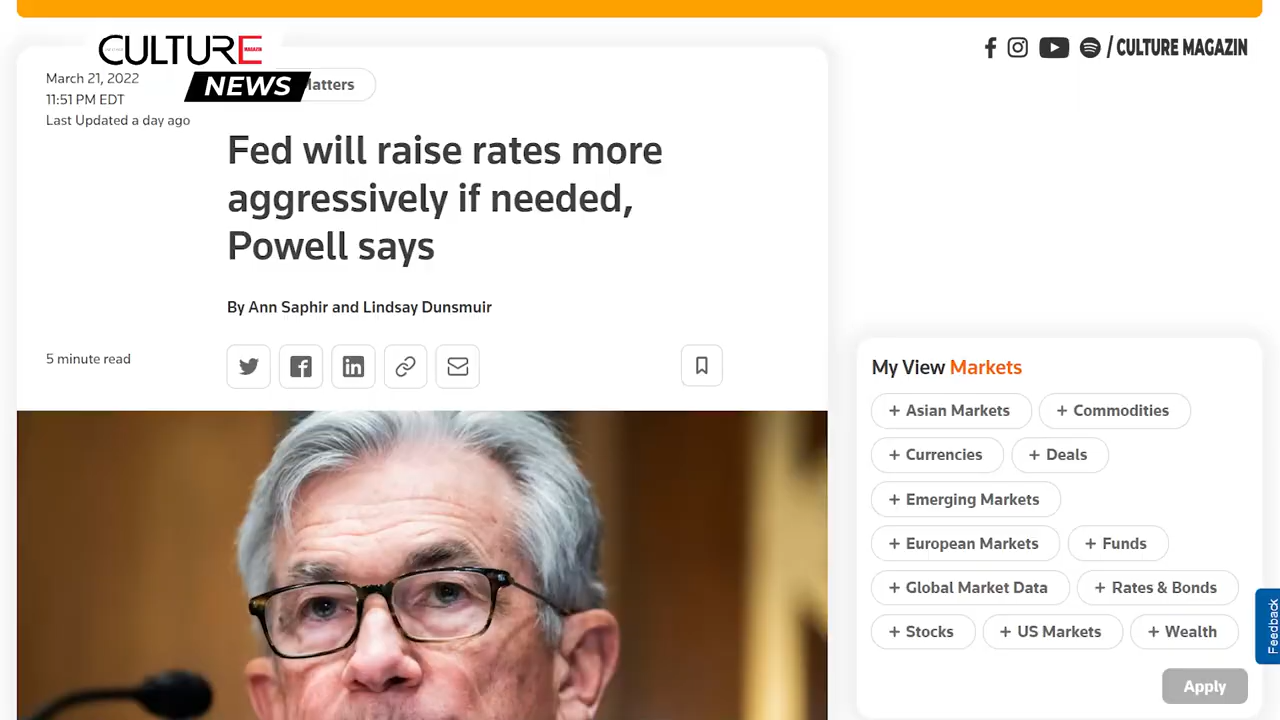 CULTURE
MAGAZIN
NEWS
/ CULTURE MAGAZIN
March 21, 2022
11:51 PM EDT
Last Updated a day ago
Fed will raise rates more
aggressively if needed,
Powell says
By Ann Saphir and Lindsay Dunsmuir
5 minute read
My View Markets
+ Asian Markets
+ Commodities
+ Currencies
+ Deals
+ Emerging Markets
+ European Markets
+ Funds
+ Global Market Data
+ Rates & Bonds
+ Stocks
+ US Markets
+ Wealth
Apply
Feedback